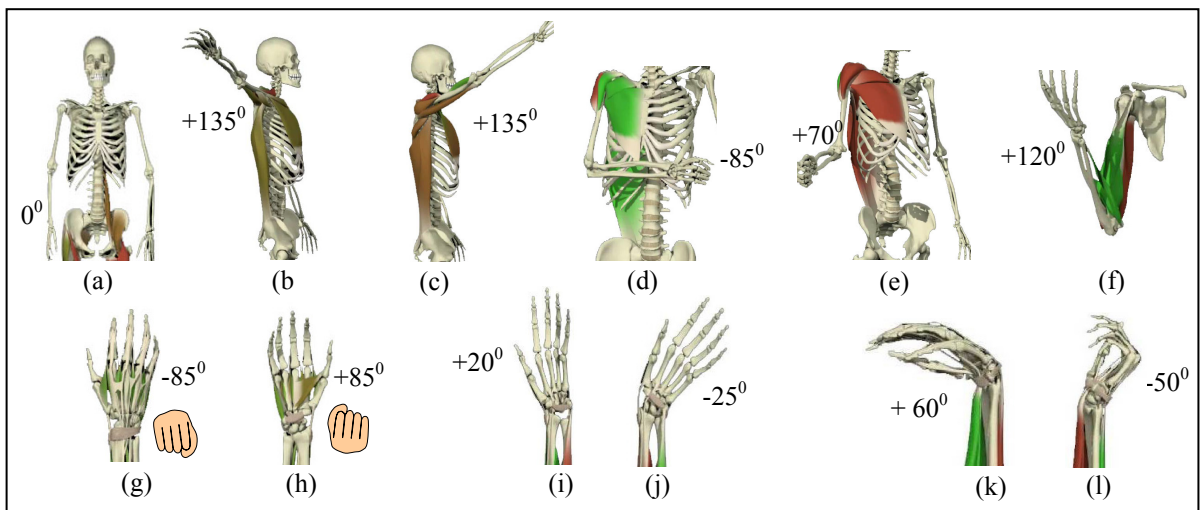 0⁰
(a)
+135⁰
(b)
+135⁰
(c)
-85⁰
(d)
+70⁰
(e)
+120⁰
(f)
-85⁰
(g)
+85⁰
(h)
+20⁰
(i)
-25⁰
(j)
+ 60⁰
(k)
-50⁰
(l)